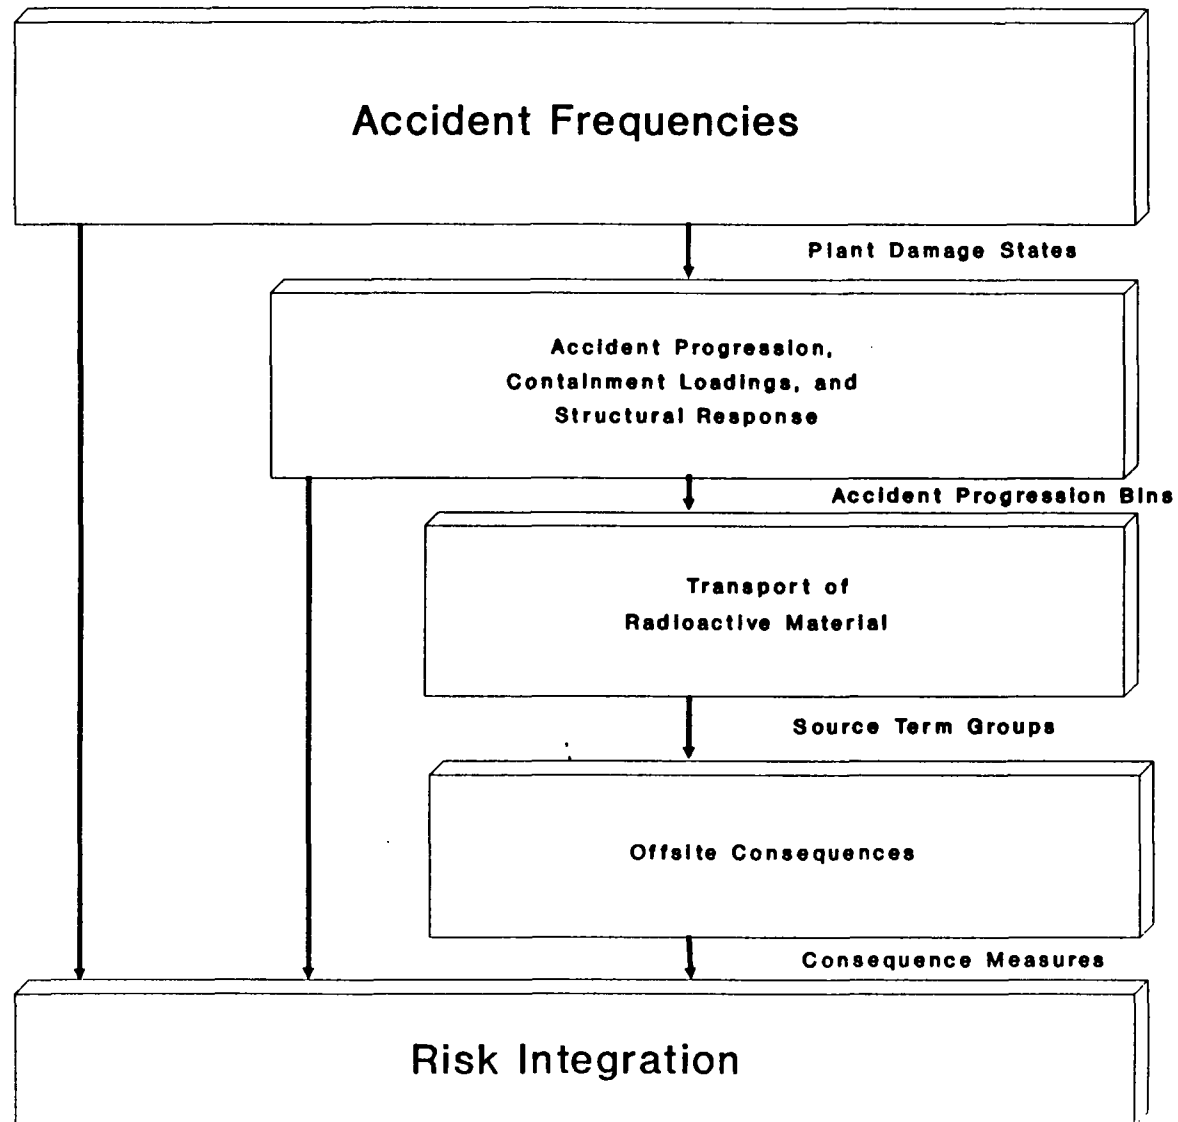 Accident Frequencies
Plant Damage States
Accident Progression,
Containment Loadings, and
Structural Response
Accident Progression Bins
Transport of
Radioactive Material
Source Term Groups
Offsite Consequences
Consequence Measures
Risk Integration